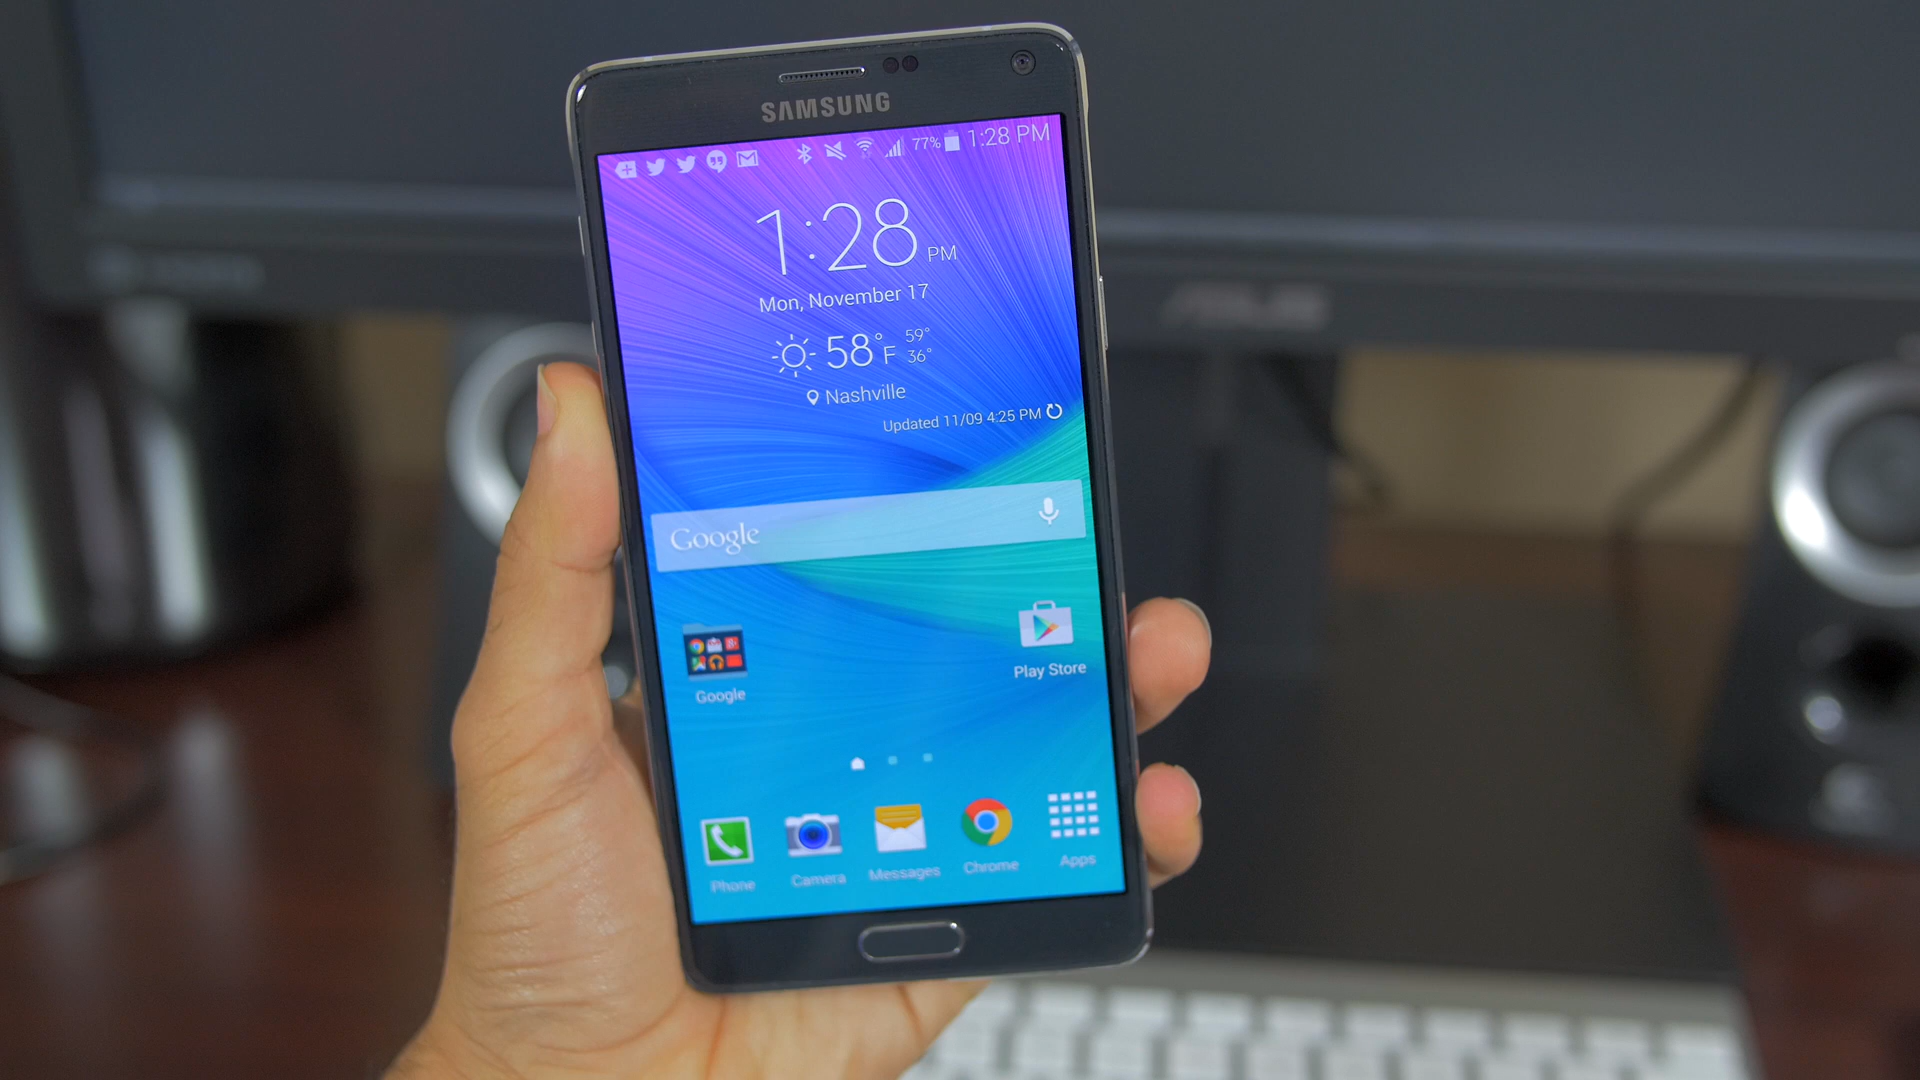 SAMSUNG
77% 1:28 PM
1:28 PM
Mon, November 17
58°F 59° 36°
Nashville
Updated 11/09 4:25 PM
Google
Google
Play Store
Phone Camera Messages Chrome Apps
ASUS